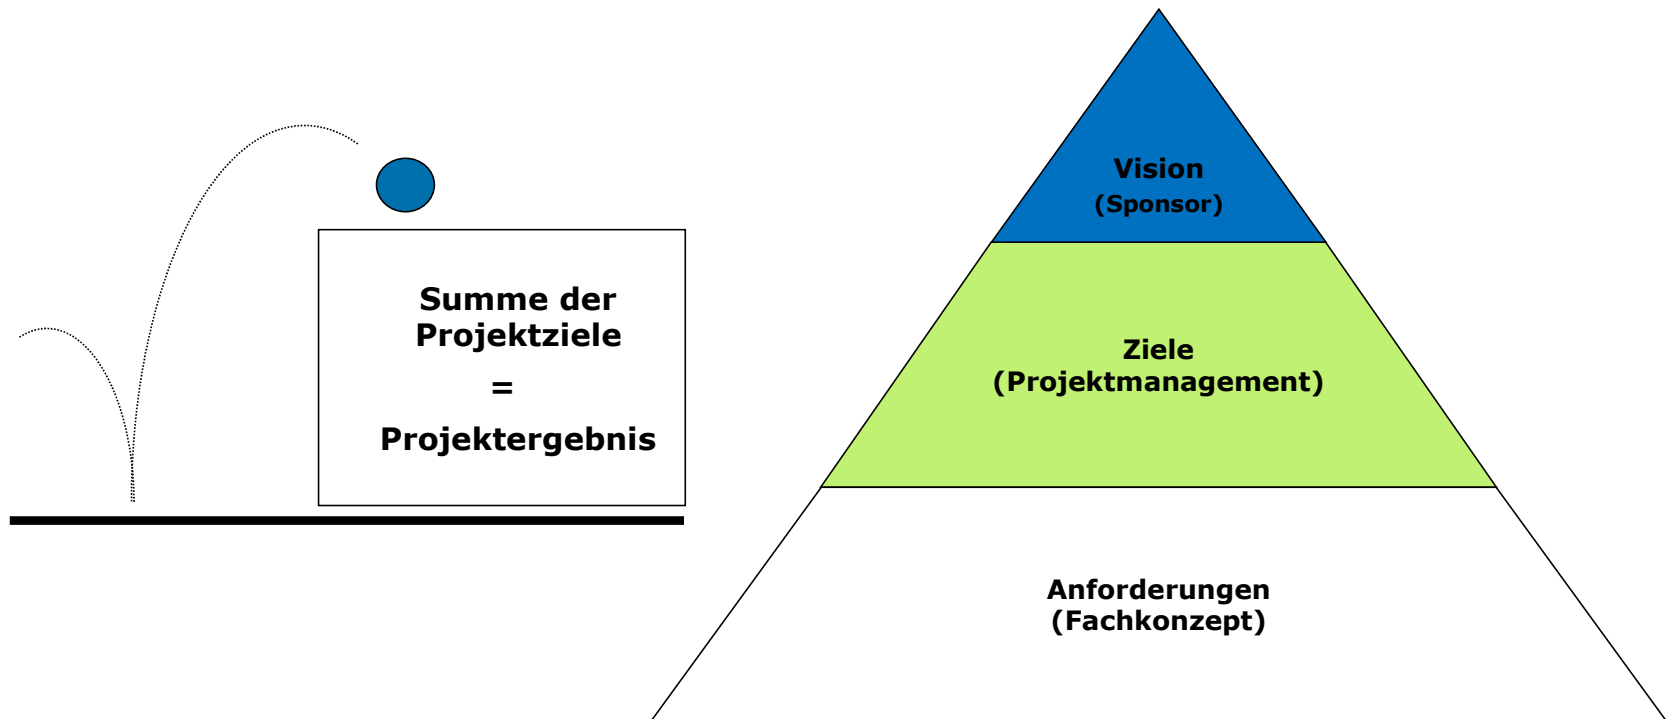 Summe der
Projektziele
=
Projektergebnis
Vision
(Sponsor)
Ziele
(Projektmanagement)
Anforderungen
(Fachkonzept)